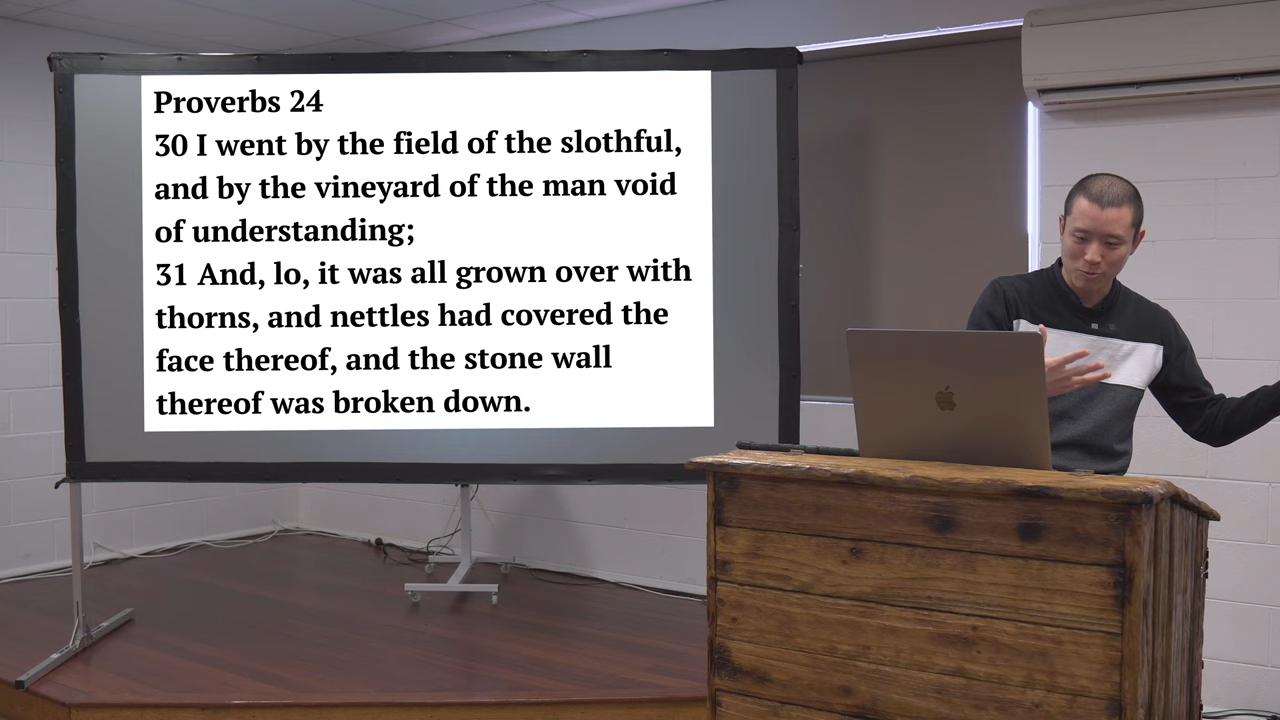 Proverbs 24
30 I went by the field of the slothful,
and by the vineyard of the man void
of understanding;
31 And, lo, it was all grown over with
thorns, and nettles had covered the
face thereof, and the stone wall
thereof was broken down.